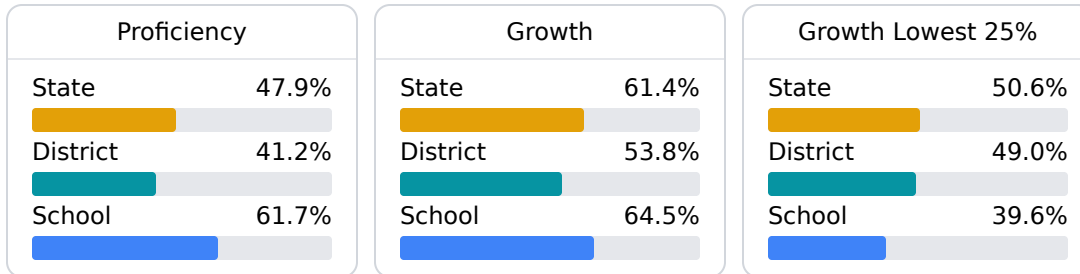 Proficiency
State 47.9%
District 41.2%
School 61.7%
Growth
State 61.4%
District 53.8%
School 64.5%
Growth Lowest 25%
State 50.6%
District 49.0%
School 39.6%